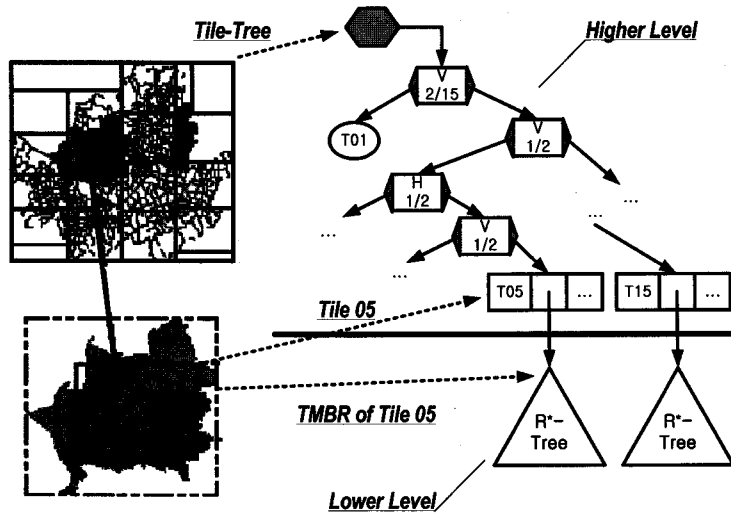 Tile-Tree
Higher Level
V
2/15
T01
V
1/2
H
1/2
...
...
...
V
1/2
...
T05 ...
T15 ...
Tile 05
TMBR of Tile 05
R*–
Tree
R*–
Tree
Lower Level